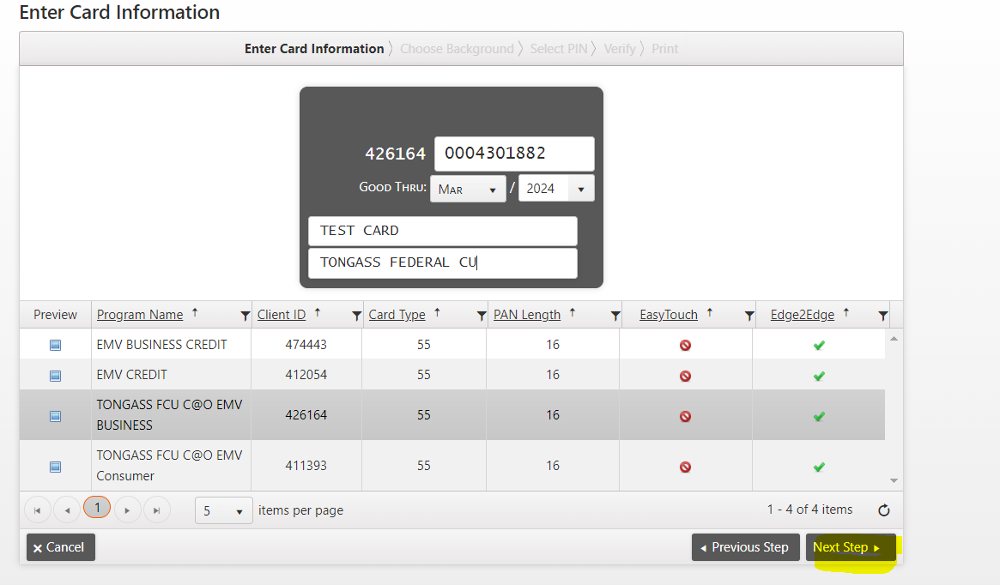 Enter Card Information
Enter Card Information 〉 Choose Background 〉 Select PIN 〉 Verify 〉 Print
426164 0004301882
Good Thru: Mar / 2024
TEST CARD
TONGASS FEDERAL CU
Preview Program Name ↑ Client ID ↑ Card Type ↑ PAN Length ↑ EasyTouch ↑ Edge2Edge ↑
EMV BUSINESS CREDIT 474443 55 16
EMV CREDIT 412054 55 16
TONGASS FCU C@O EMV
BUSINESS 426164 55 16
TONGASS FCU C@O EMV
Consumer 411393 55 16
1 5 items per page 1 - 4 of 4 items
Cancel Previous Step Next Step